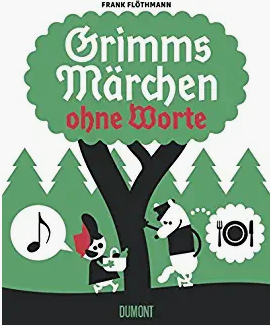 FRANK FLÖTHMANN
Grimms
Märchen
ohne Worte
DUMONT